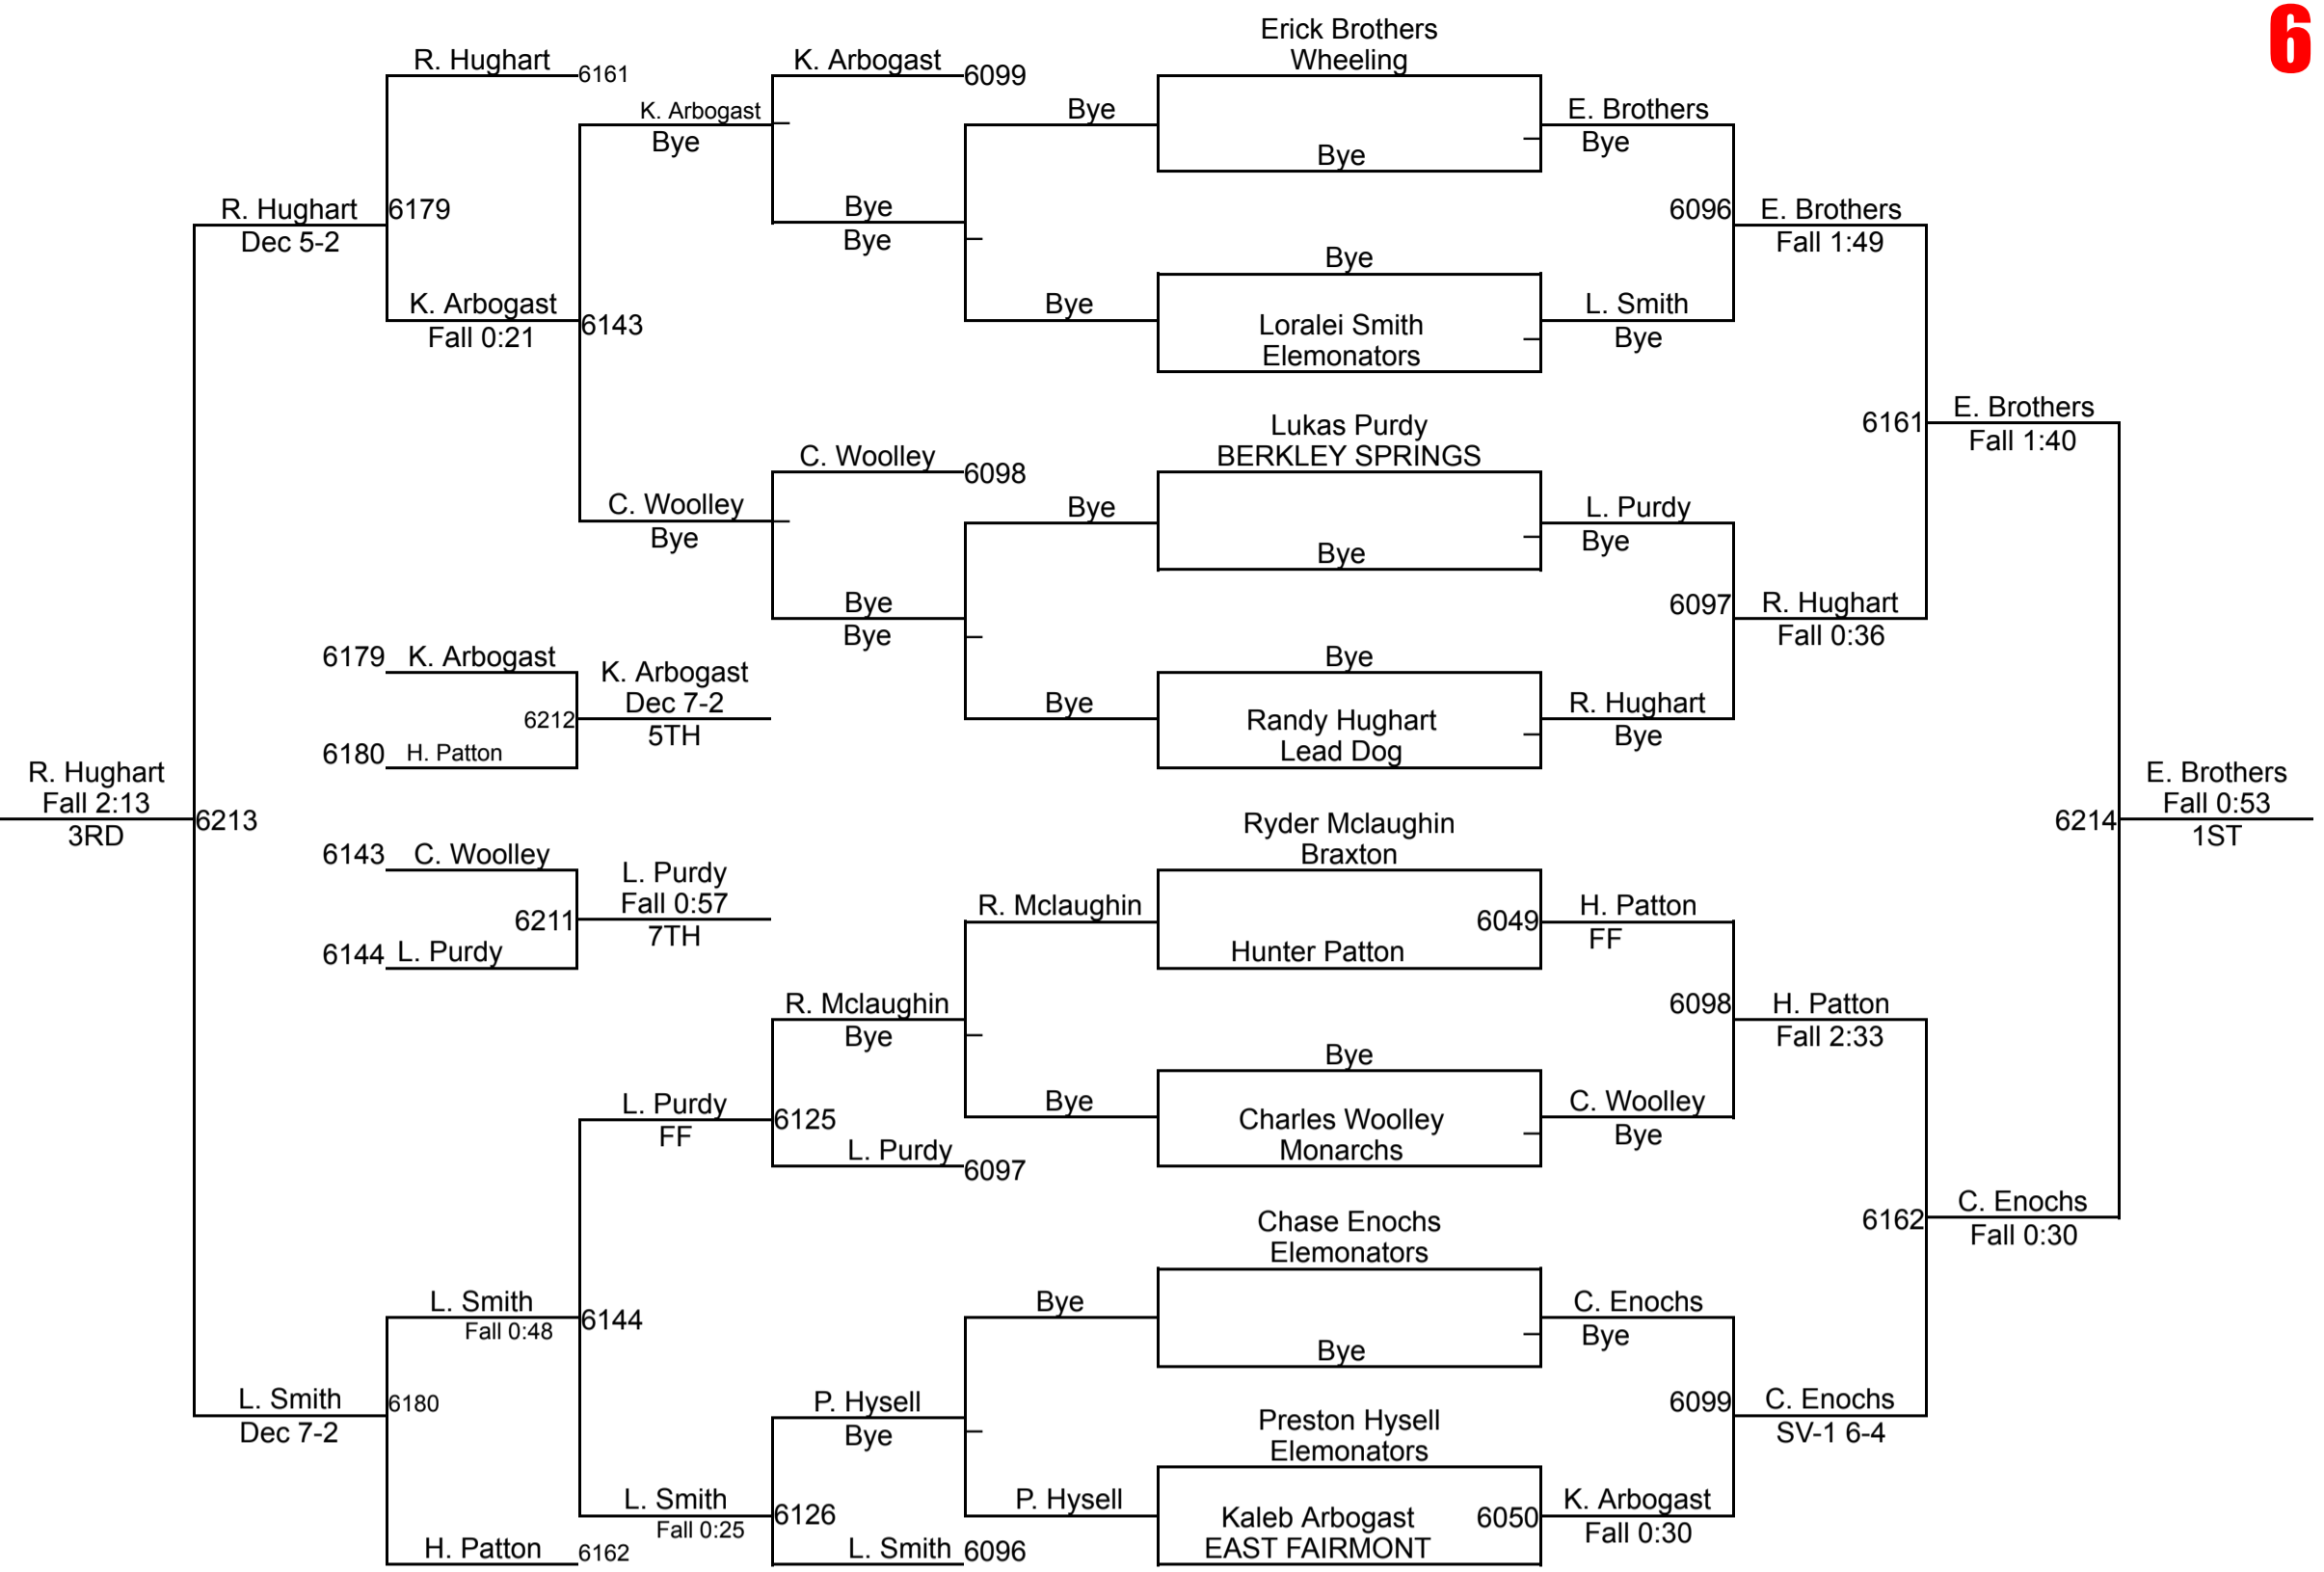 6
Erick Brothers
Wheeling
R. Hughart
6161
K. Arbogast
6099
K. Arbogast
Bye
Bye
E. Brothers
Bye
Bye
R. Hughart
6179
Dec 5-2
Bye
Bye
6096
E. Brothers
Fall 1:49
Bye
K. Arbogast
6143
Fall 0:21
Bye
Loralei Smith
Elemonators
L. Smith
Bye
Lukas Purdy
BERKLEY SPRINGS
6161
E. Brothers
Fall 1:40
C. Woolley
6098
C. Woolley
Bye
Bye
L. Purdy
Bye
Bye
Bye
Bye
6097
R. Hughart
Fall 0:36
6179
K. Arbogast
K. Arbogast
Dec 7-2
5TH
6212
6180
H. Patton
Bye
Bye
Randy Hughart
Lead Dog
R. Hughart
Bye
R. Hughart
Fall 2:13
3RD
6213
6214
E. Brothers
Fall 0:53
1ST
6143
C. Woolley
L. Purdy
Fall 0:57
7TH
6211
6144
L. Purdy
Ryder Mclaughin
Braxton
R. Mclaughin
6049
Hunter Patton
H. Patton
FF
R. Mclaughin
Bye
6098
H. Patton
Fall 2:33
Bye
L. Purdy
FF
6125
Bye
Charles Woolley
Monarchs
C. Woolley
Bye
L. Purdy
6097
Chase Enochs
Elemonators
6162
C. Enochs
Fall 0:30
L. Smith
Fall 0:48
6144
Bye
Bye
C. Enochs
Bye
L. Smith
Dec 7-2
6180
P. Hysell
Bye
Preston Hysell
Elemonators
6099
C. Enochs
SV-1 6-4
L. Smith
Fall 0:25
6126
P. Hysell
Kaleb Arbogast
EAST FAIRMONT
6050
K. Arbogast
Fall 0:30
H. Patton
6162
L. Smith
6096